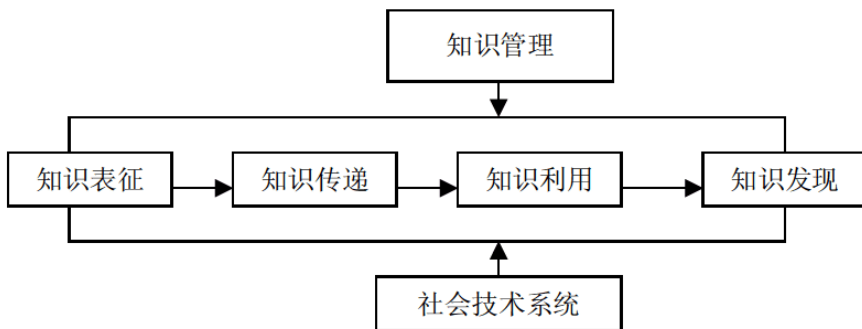 知识管理
知识表征
知识传递
知识利用
知识发现
社会技术系统